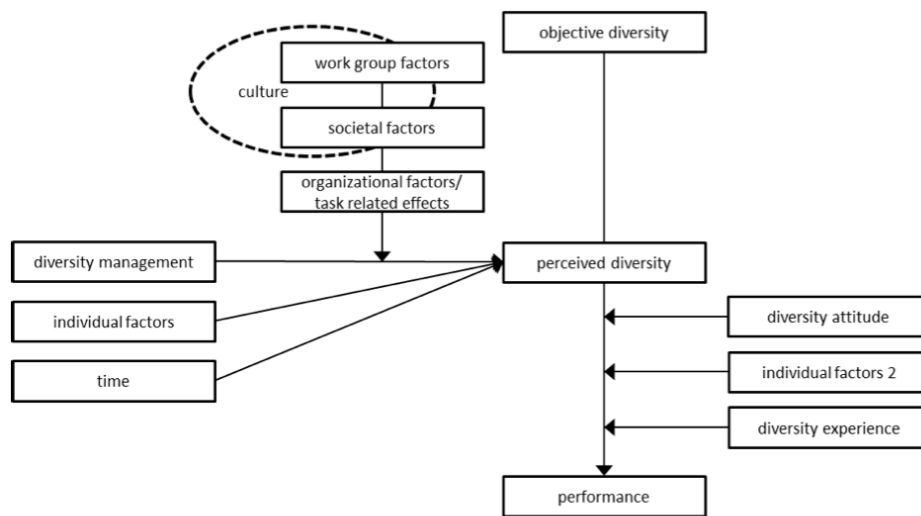 objective diversity
work group factors
culture
societal factors
organizational factors/
task related effects
diversity management
perceived diversity
individual factors
diversity attitude
time
individual factors 2
diversity experience
performance